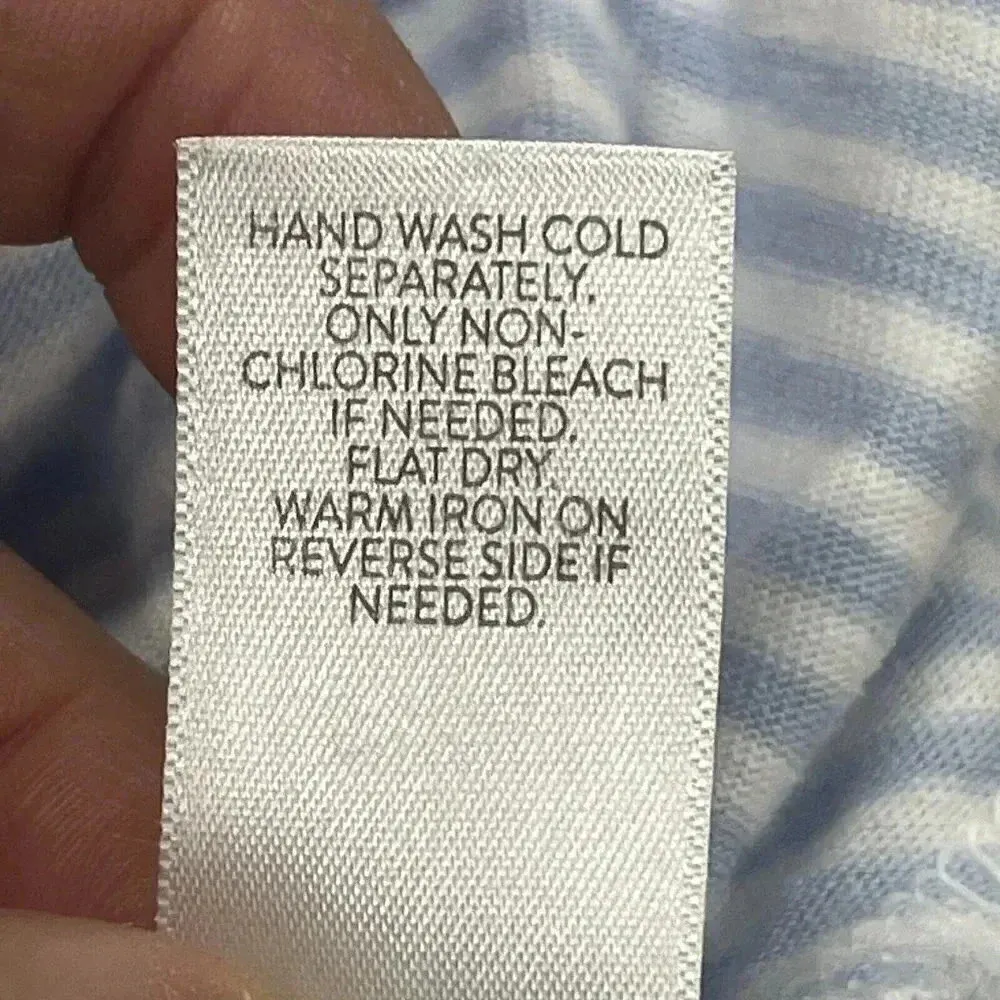 HAND WASH COLD
SEPARATELY.
ONLY NON-
CHLORINE BLEACH
IF NEEDED.
FLAT DRY.
WARM IRON ON
REVERSE SIDE IF
NEEDED.